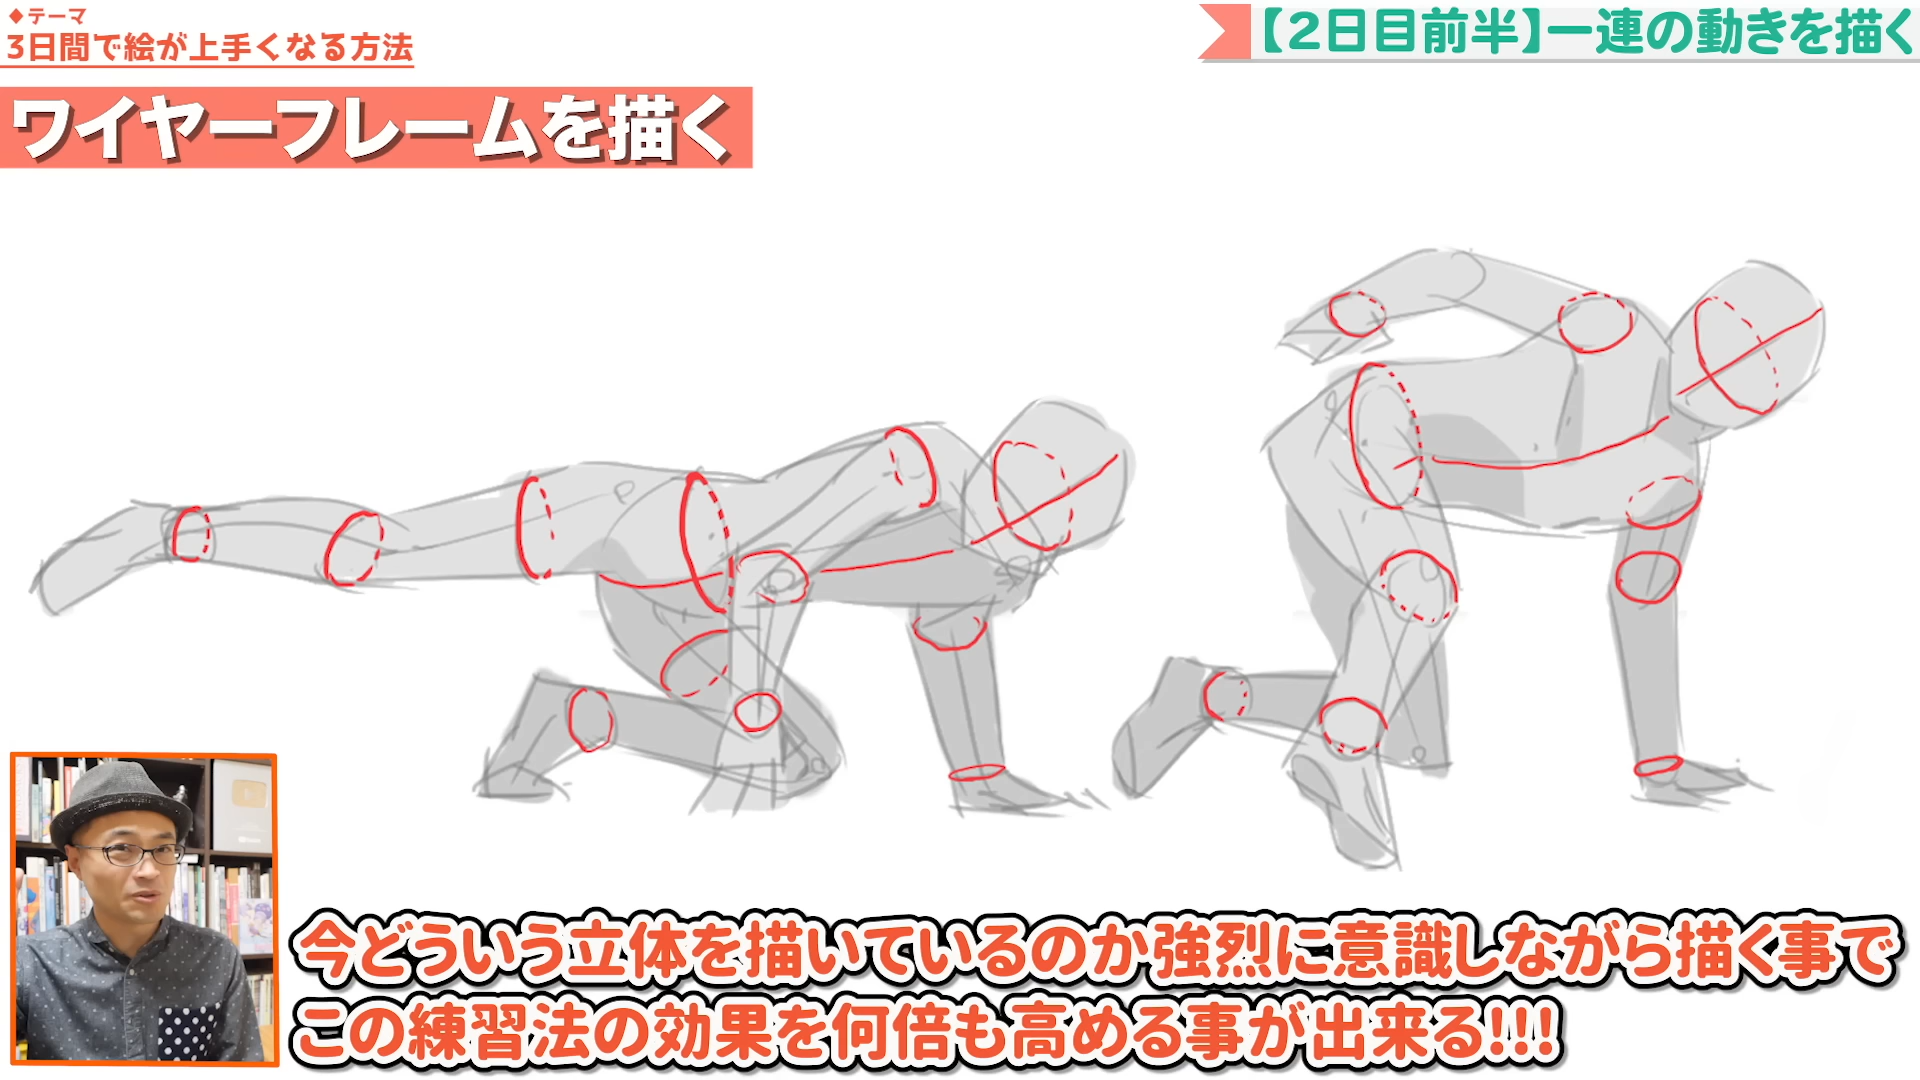 ◆テーマ
3日間で絵が上手くなる方法
【2日目前半】一連の動きを描く
ワイヤーフレームを描く
今どういう立体を描いているのか強烈に意識しながら描く事で
この練習法の効果を何倍も高める事が出来る!!!